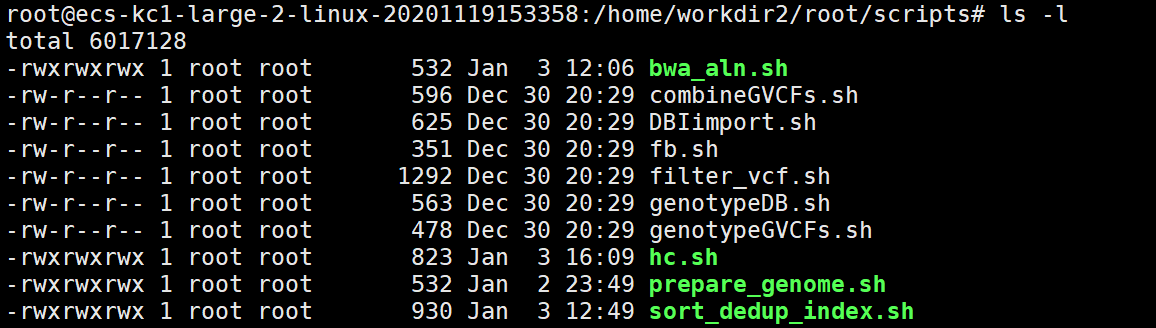 root@ecs-kc1-large-2-linux-20201119153358:/home/workdir2/root/scripts# ls -l
total 6017128
-rwxrwxrwx 1 root root       532 Jan  3 12:06 bwa_aln.sh
-rw-r--r-- 1 root root       596 Dec 30 20:29 combineGVCFs.sh
-rw-r--r-- 1 root root       625 Dec 30 20:29 DBIimport.sh
-rw-r--r-- 1 root root       351 Dec 30 20:29 fb.sh
-rw-r--r-- 1 root root      1292 Dec 30 20:29 filter_vcf.sh
-rw-r--r-- 1 root root       563 Dec 30 20:29 genotypeDB.sh
-rw-r--r-- 1 root root       478 Dec 30 20:29 genotypeGVCFs.sh
-rwxrwxrwx 1 root root       823 Jan  3 16:09 hc.sh
-rwxrwxrwx 1 root root       532 Jan  2 23:49 prepare_genome.sh
-rwxrwxrwx 1 root root       930 Jan  3 12:49 sort_dedup_index.sh